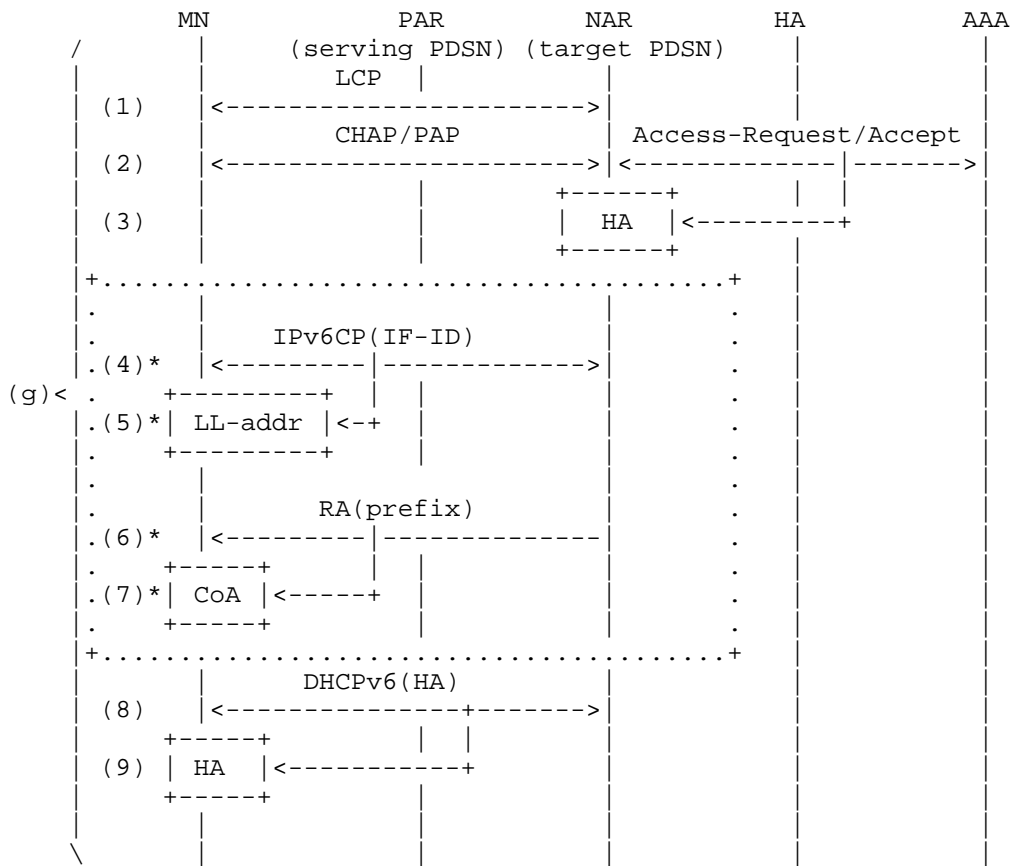 MN PAR NAR HA AAA
(serving PDSN) (target PDSN)
LCP
(1)
CHAP/PAP Access-Request/Accept
(2)
(3) HA
IPv6CP(IF-ID)
(4)*
(g)<
(5)* LL-addr
RA(prefix)
(6)*
(7)* CoA
DHCPv6(HA)
(8)
(9) HA